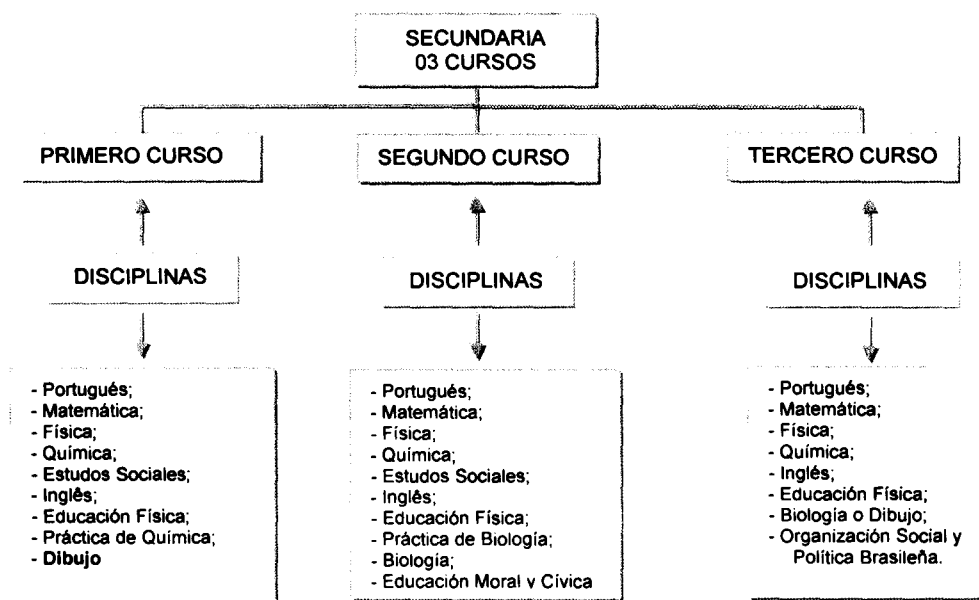 SECUNDARIA
03 CURSOS
PRIMERO CURSO
SEGUNDO CURSO
TERCERO CURSO
DISCIPLINAS
DISCIPLINAS
DISCIPLINAS
- Portugués;
- Matemática;
- Física;
- Química;
- Estudos Sociales;
- Inglês;
- Educación Física;
- Práctica de Química;
- Dibujo
- Portugués;
- Matemática;
- Física;
- Química;
- Estudos Sociales;
- Inglés;
- Educación Física;
- Práctica de Biología;
- Biología;
- Educación Moral y Cívica
- Portugués;
- Matemática;
- Física;
- Química;
- Inglés;
- Educación Física;
- Biología o Dibujo;
- Organización Social y
Política Brasileña.